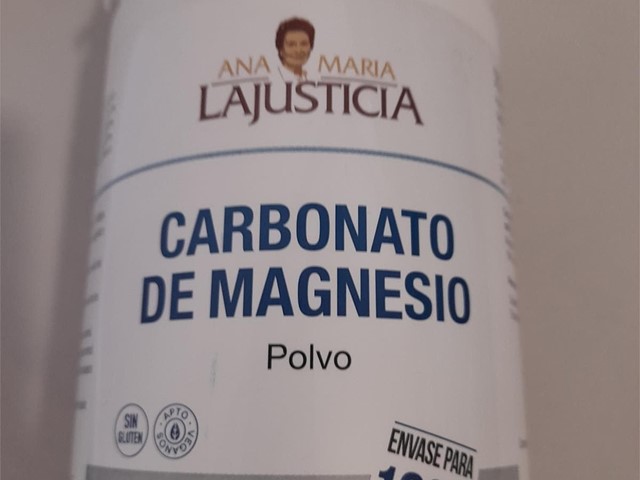 ANA MARIA
LAJUSTICIA
CARBONATO
DE MAGNESIO
Polvo
SIN
GLUTEN
APTO
VEGANOS
ENVASE PARA